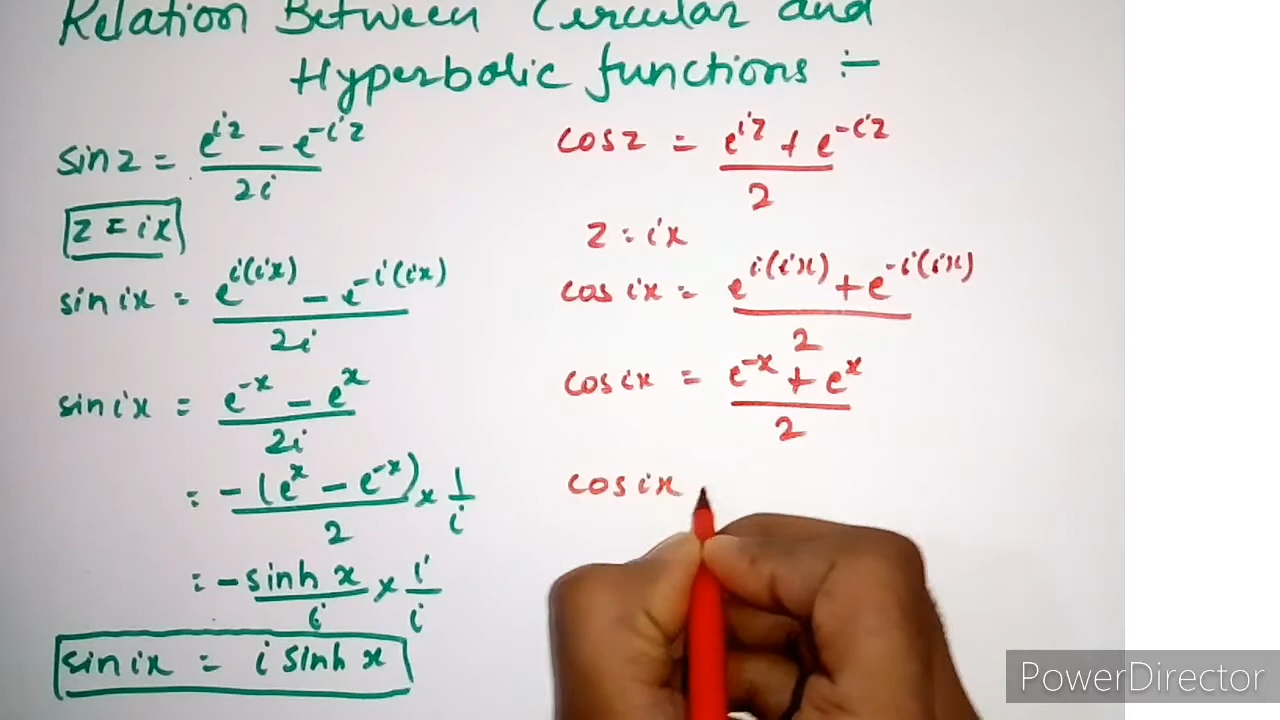 Relation Between Circular and
Hyperbolic functions :-
sin z = e^{iz} - e^{-iz} / 2i
z = ix
sin ix = e^{i(ix)} - e^{-i(ix)} / 2i
sin ix = e^{-x} - e^{x} / 2i
= -(e^{x} - e^{-x}) / 2 × 1/i
= - sinh x / i × i/i
sin ix = i sinh x
cos z = e^{iz} + e^{-iz} / 2
z = ix
cos ix = e^{i(ix)} + e^{-i(ix)} / 2
cos ix = e^{-x} + e^{x} / 2
cos ix
PowerDirector